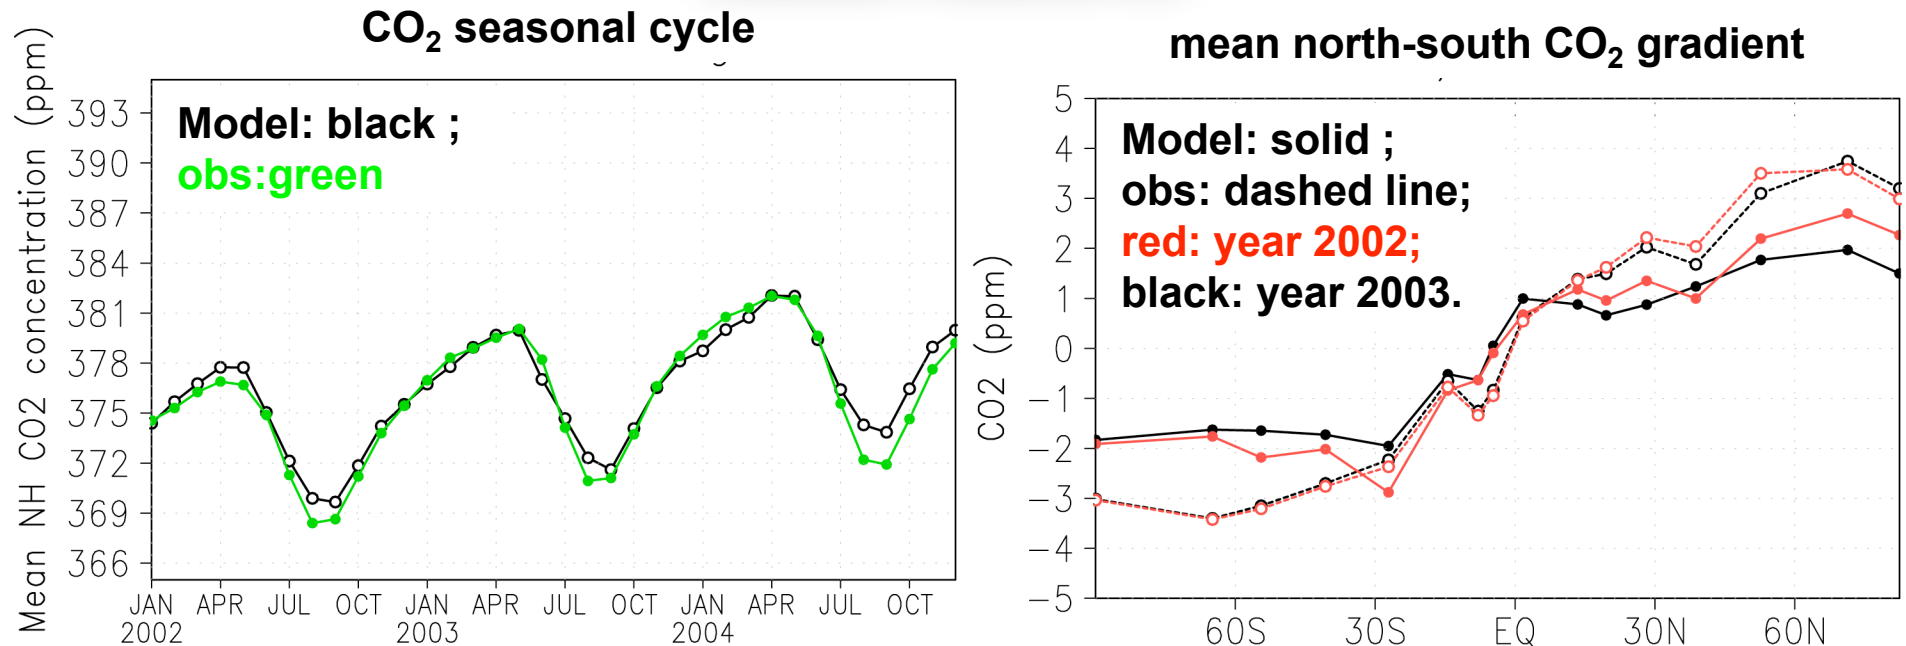 CO₂ seasonal cycle
Mean NH CO2 concentration (ppm)
393
390
387
384
381
378
375
372
369
366
Model: black ;
obs:green
JAN APR JUL OCT JAN APR JUL OCT JAN APR JUL OCT
2002 2003 2004
mean north-south CO₂ gradient
CO2 (ppm)
5
4
3
2
1
0
−1
−2
−3
−4
−5
Model: solid ;
obs: dashed line;
red: year 2002;
black: year 2003.
60S 30S EQ 30N 60N